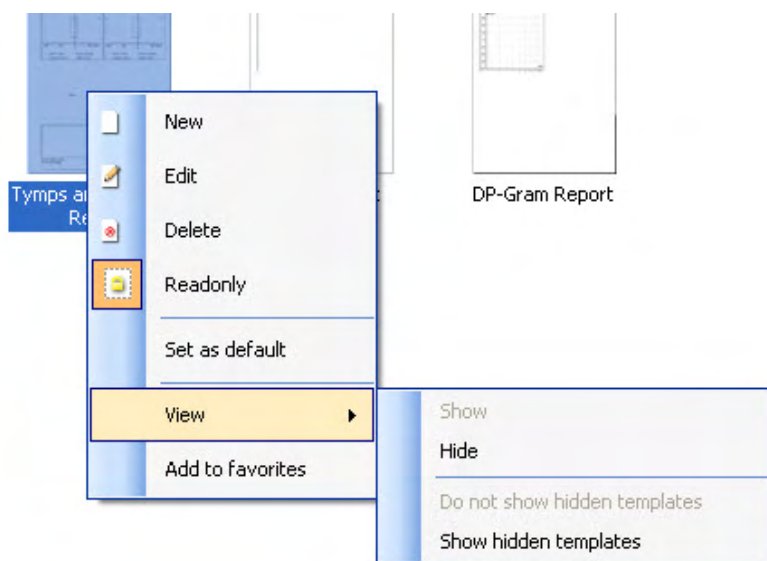 New
Tymps
Edit
DP-Gram Report
Delete
Readonly
Set as default
View
Add to favorites
Show
Hide
Do not show hidden templates
Show hidden templates